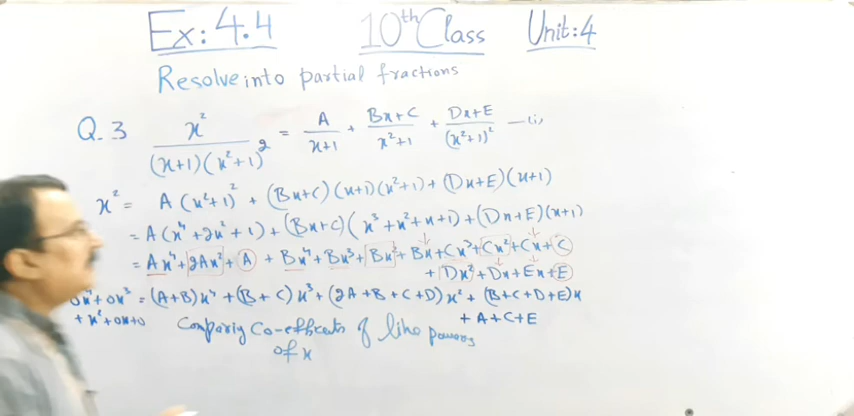 Ex: 4.4 10th Class Unit: 4
Resolve into partial fractions
Q.3 x²/((x+1)(x²+1)²) = A/(x+1) + (Bx+C)/(x²+1) + (Dx+E)/(x²+1)² —(i)
x² = A(x²+1)² + (Bx+C)(x+1)(x²+1) + (Dx+E)(x+1)
= A(x⁴+2x²+1) + (Bx+C)(x³+x²+x+1) + (Dx+E)(x+1)
= Ax⁴+2Ax²+A + Bx⁴+Bx³+Bx²+Bx+Cx³+Cx²+Cx+C
+Dx²+Dx+Ex+E
0x⁴+0x³ = (A+B)x⁴ + (B+C)x³ + (2A+B+C+D)x² + (B+C+D+E)x
+x²+0x+0 + A+C+E
Comparig Co-efficents of like powers
of x